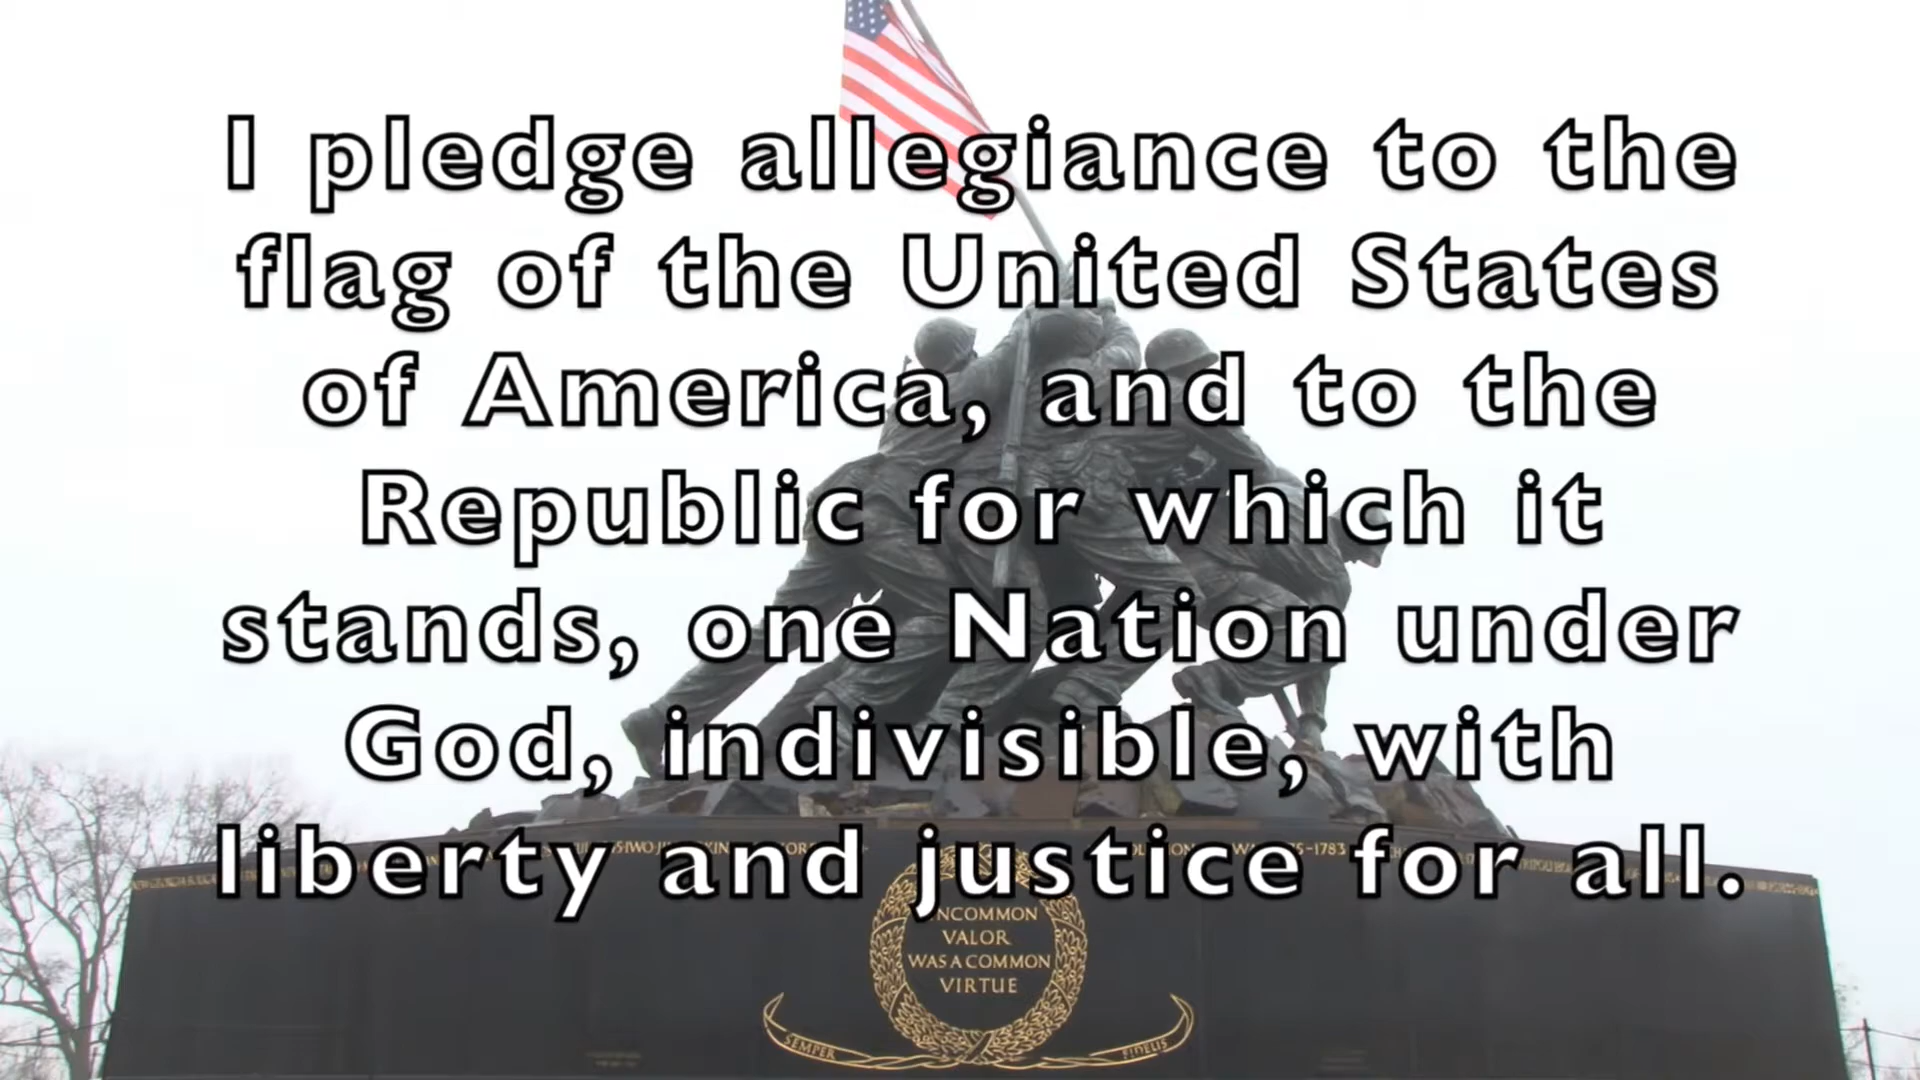 I pledge allegiance to the
flag of the United States
of America, and to the
Republic for which it
stands, one Nation under
God, indivisible, with
liberty and justice for all.
NCOMMON
VALOR
WAS A COMMON
VIRTUE
SEMPER
FIDELIS